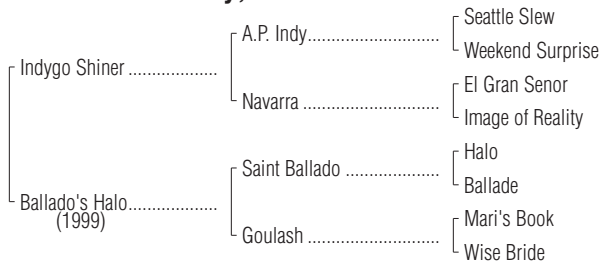 Seattle Slew
A.P. Indy
Weekend Surprise
Indygo Shiner
El Gran Senor
Navarra
Image of Reality
Halo
Saint Ballado
Ballade
Ballado's Halo
(1999)
Mari's Book
Goulash
Wise Bride